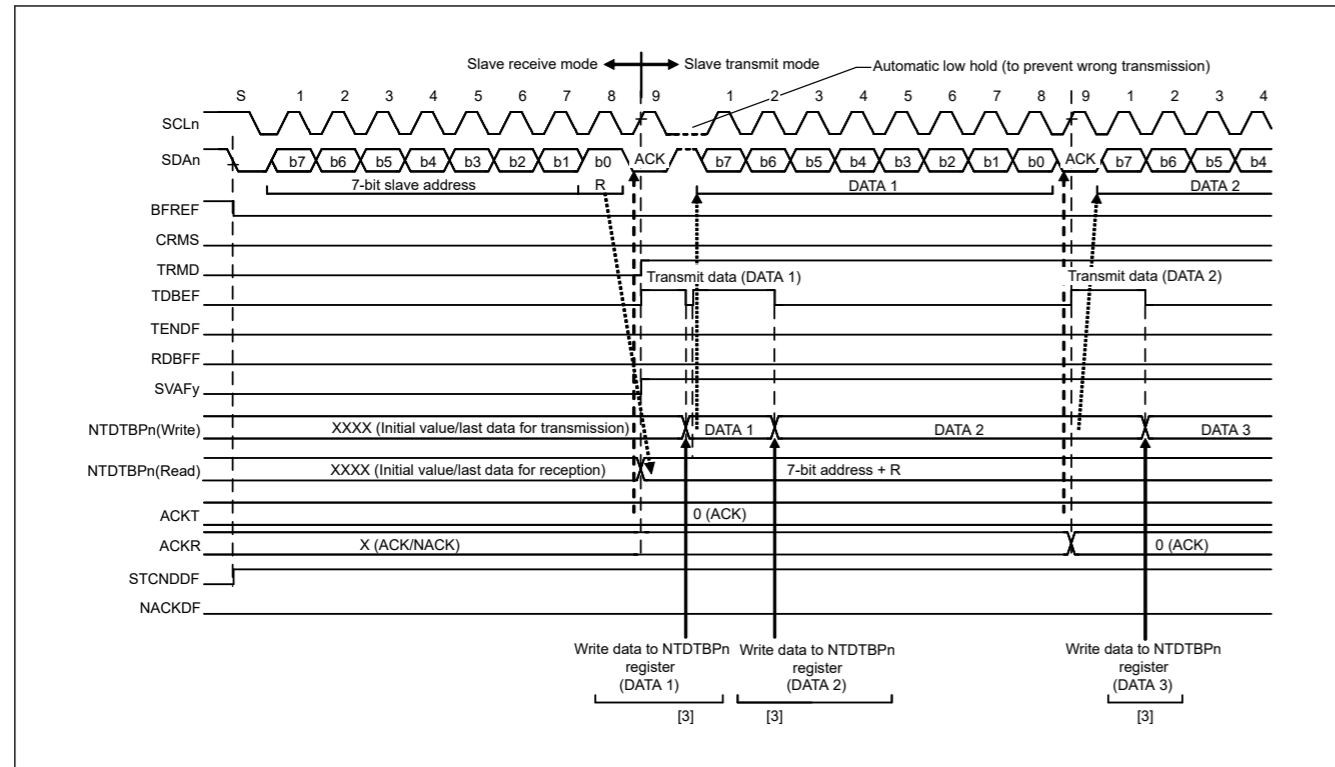 Slave receive mode Slave transmit mode Automatic low hold (to prevent wrong transmission)
S 1 2 3 4 5 6 7 8 9 1 2 3 4 5 6 7 8 9 1 2 3 4
SCLn
SDAn b7 b6 b5 b4 b3 b2 b1 b0 ACK b7 b6 b5 b4 b3 b2 b1 b0 ACK b7 b6 b5 b4
7-bit slave address R DATA 1 DATA 2
BFREF
CRMS
TRMD
Transmit data (DATA 1) Transmit data (DATA 2)
TDBEF
TENDF
RDBFF
SVAFy
NTDTBPn(Write) XXXX (Initial value/last data for transmission) DATA 1 DATA 2 DATA 3
NTDTBPn(Read) XXXX (Initial value/last data for reception) 7-bit address + R
ACKT 0 (ACK)
ACKR X (ACK/NACK) 0 (ACK)
STCNDDF
NACKDF
Write data to NTDTBPn Write data to NTDTBPn Write data to NTDTBPn
register register register
(DATA 1) (DATA 2) (DATA 3)
[3] [3] [3]